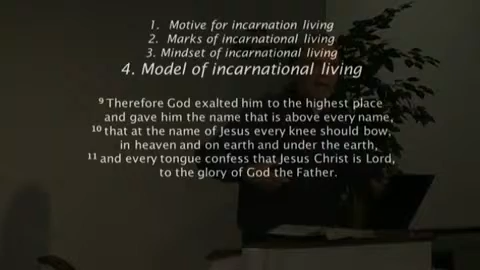 1. Motive for incarnation living
2. Marks of incarnational living
3. Mindset of incarnational living
4. Model of incarnational living
9 Therefore God exalted him to the highest place
and gave him the name that is above every name,
10 that at the name of Jesus every knee should bow,
in heaven and on earth and under the earth,
11 and every tongue confess that Jesus Christ is Lord,
to the glory of God the Father.